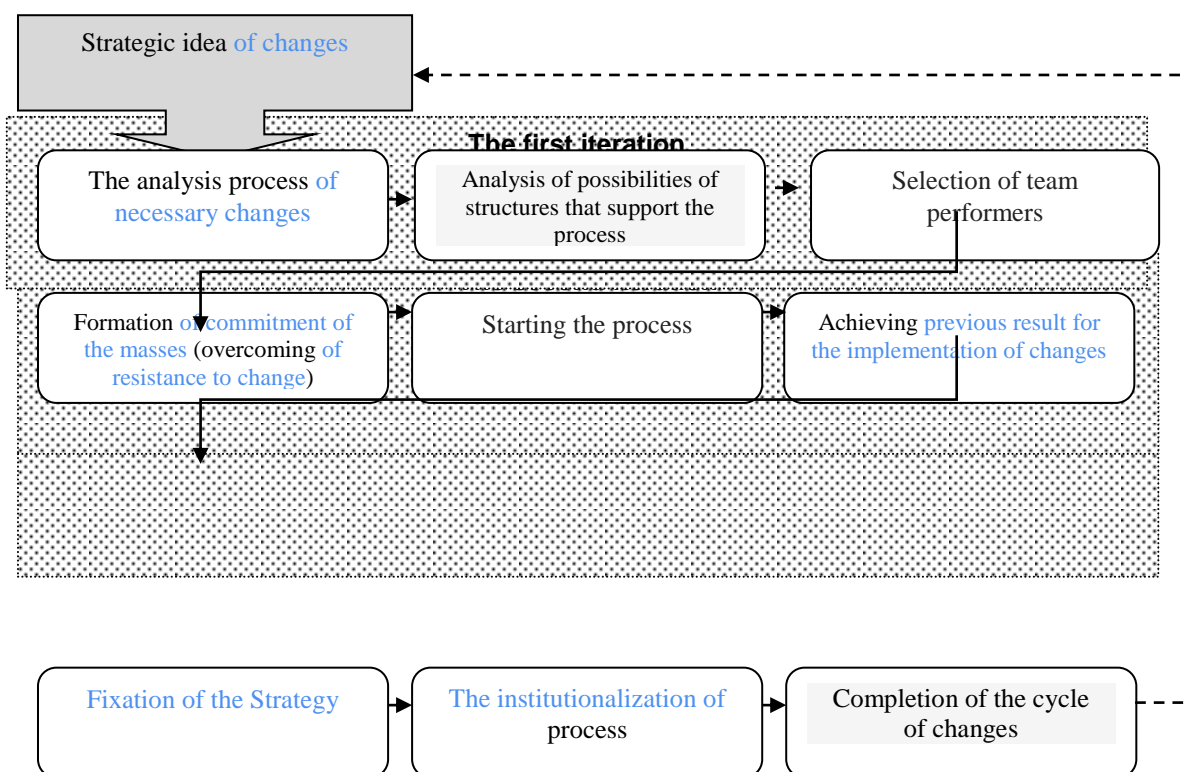 Strategic idea of changes
The first iteration
The analysis process of
necessary changes
Analysis of possibilities of
structures that support the
process
Selection of team
performers
Formation of commitment of
the masses (overcoming of
resistance to change)
Starting the process
Achieving previous result for
the implementation of changes
Fixation of the Strategy
The institutionalization of
process
Completion of the cycle
of changes